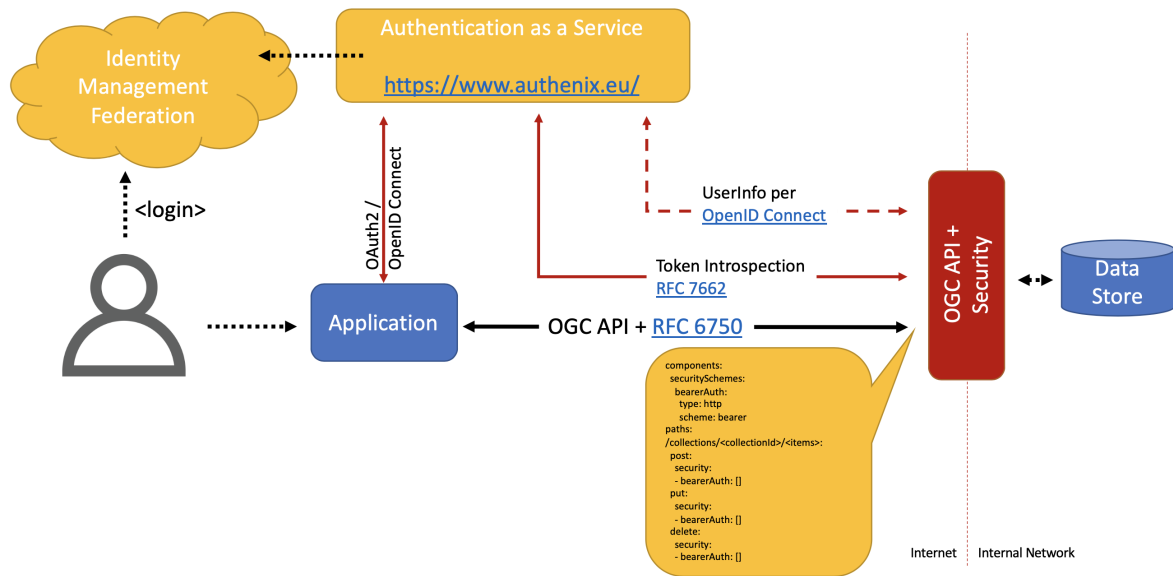 Authentication as a Service
https://www.authenix.eu/
Identity
Management
Federation
<login>
OAuth2 /
OpenID Connect
UserInfo per
OpenID Connect
Token Introspection
RFC 7662
Application
OGC API + RFC 6750
OGC API +
Security
Data
Store
components:
securitySchemes:
bearerAuth:
type: http
scheme: bearer
paths:
/collections/<collectionId>/<items>:
post:
security:
- bearerAuth: []
put:
security:
- bearerAuth: []
delete:
security:
- bearerAuth: []
Internet
Internal Network